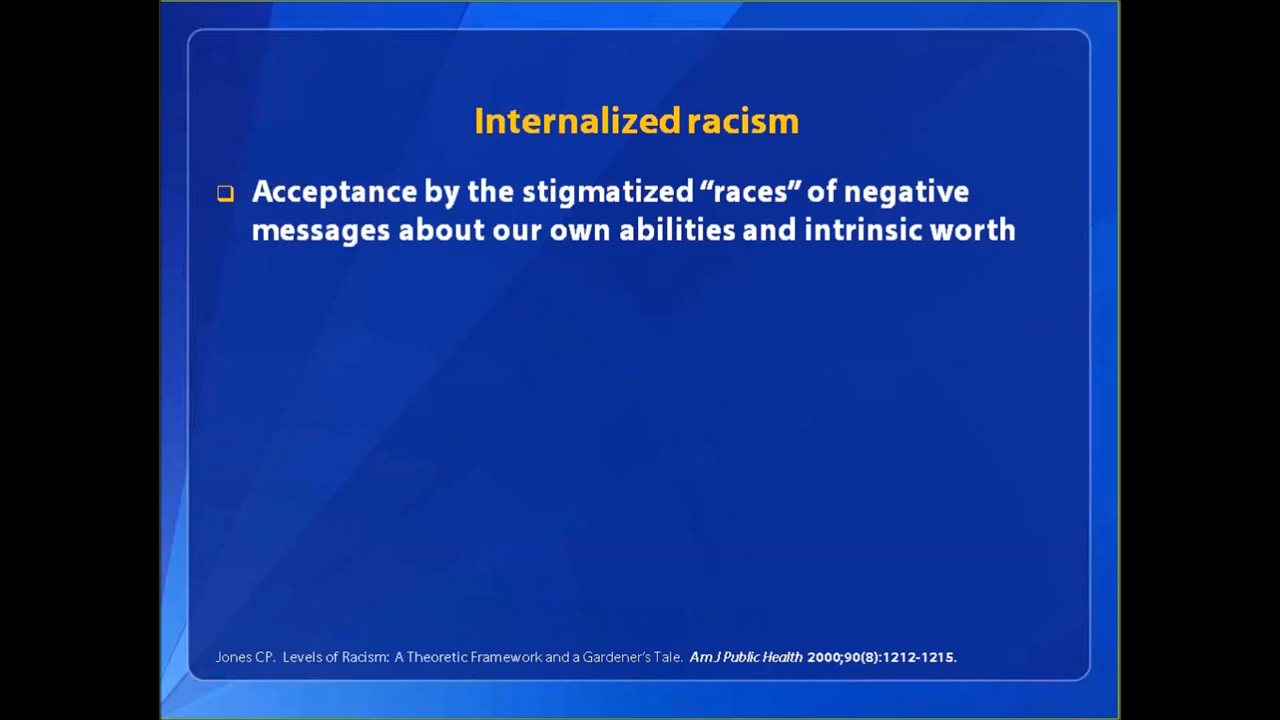 Internalized racism
❑ Acceptance by the stigmatized “races” of negative
messages about our own abilities and intrinsic worth
Jones CP. Levels of Racism: A Theoretic Framework and a Gardener’s Tale. Am J Public Health 2000;90(8):1212-1215.